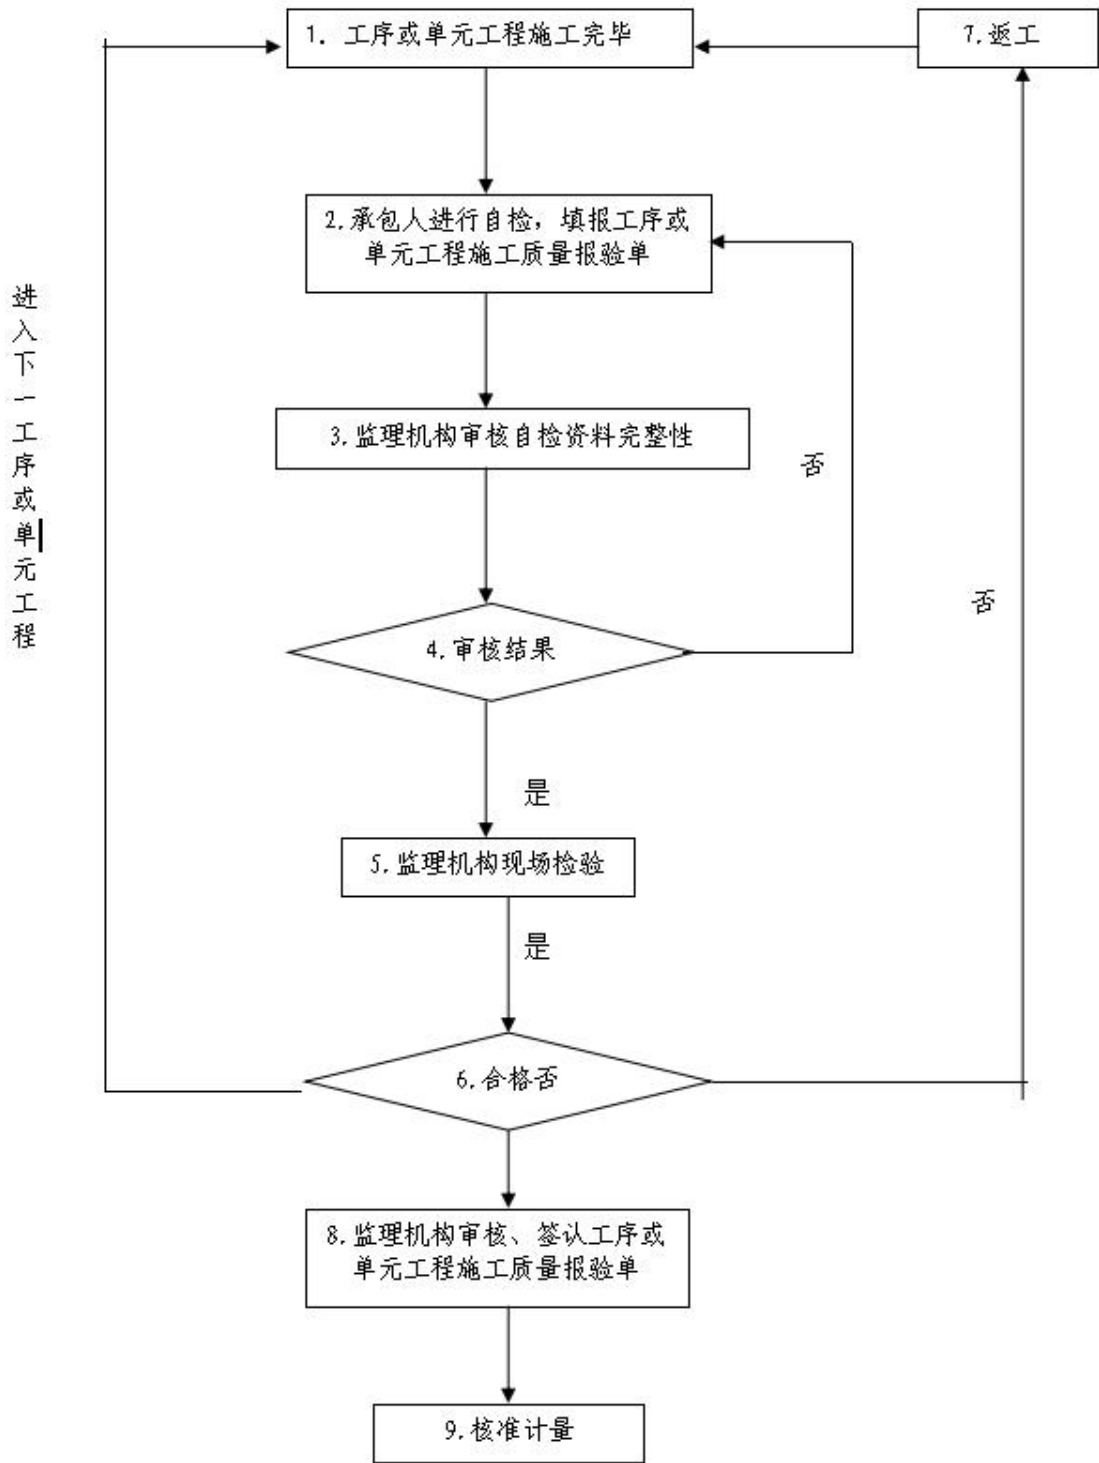 1. 工序或单元工程施工完毕
7.返工
2.承包人进行自检，填报工序或
单元工程施工质量报验单
进入下一工序或单元工程
3.监理机构审核自检资料完整性
否
4.审核结果
否
是
5.监理机构现场检验
是
6.合格否
8.监理机构审核、签认工序或
单元工程施工质量报验单
9.核准计量